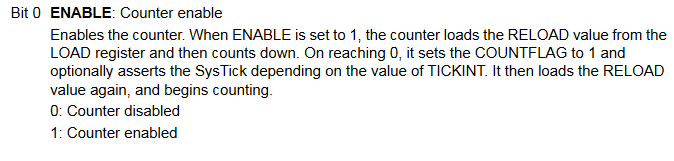 Bit 0 ENABLE: Counter enable
Enables the counter. When ENABLE is set to 1, the counter loads the RELOAD value from the
LOAD register and then counts down. On reaching 0, it sets the COUNTFLAG to 1 and
optionally asserts the SysTick depending on the value of TICKINT. It then loads the RELOAD
value again, and begins counting.
0: Counter disabled
1: Counter enabled